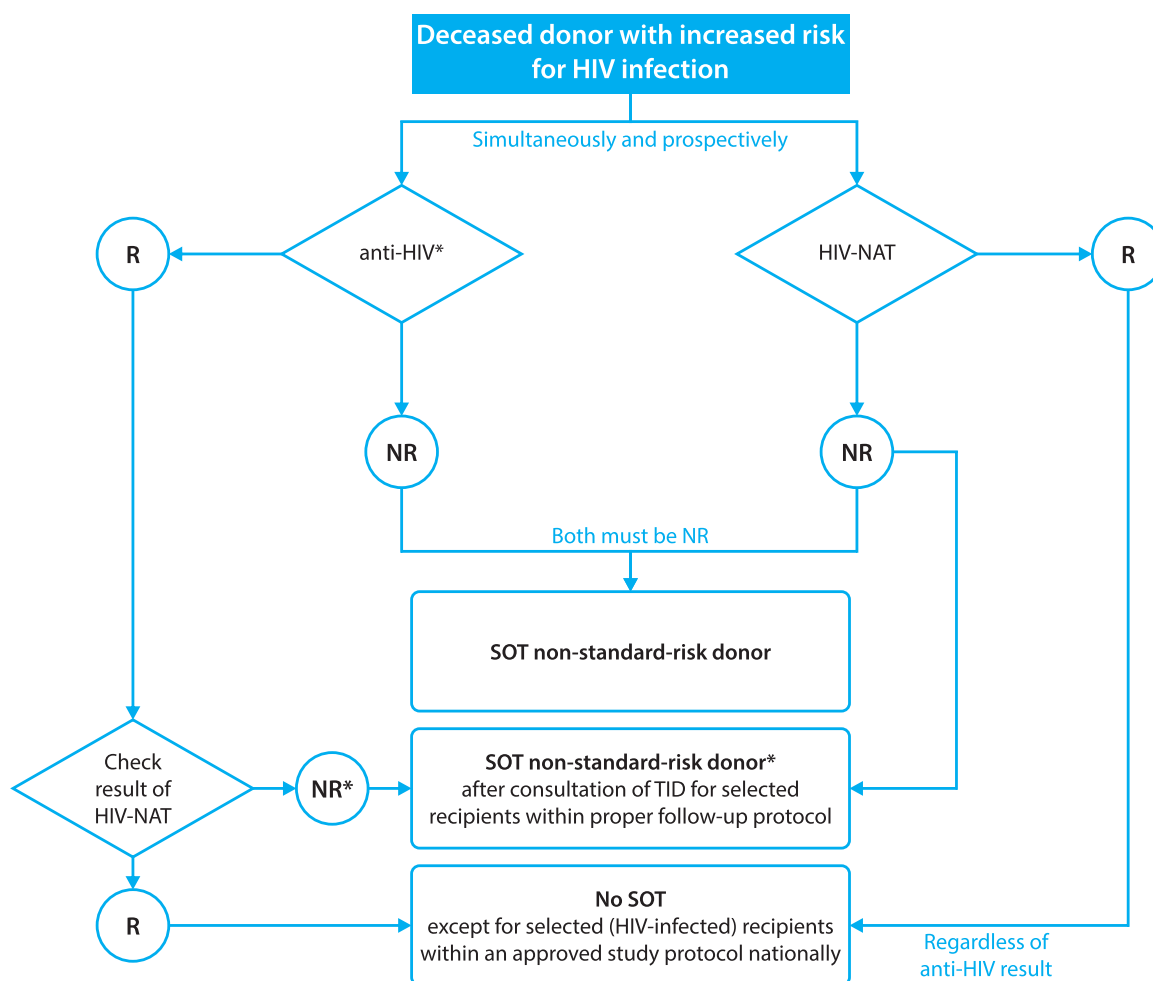 Deceased donor with increased risk
for HIV infection
Simultaneously and prospectively
R
anti-HIV*
HIV-NAT
R
NR
NR
Both must be NR
SOT non-standard-risk donor
Check
result of
HIV-NAT
NR*
SOT non-standard-risk donor*
after consultation of TID for selected
recipients within proper follow-up protocol
R
No SOT
except for selected (HIV-infected) recipients
within an approved study protocol nationally
Regardless of
anti-HIV result